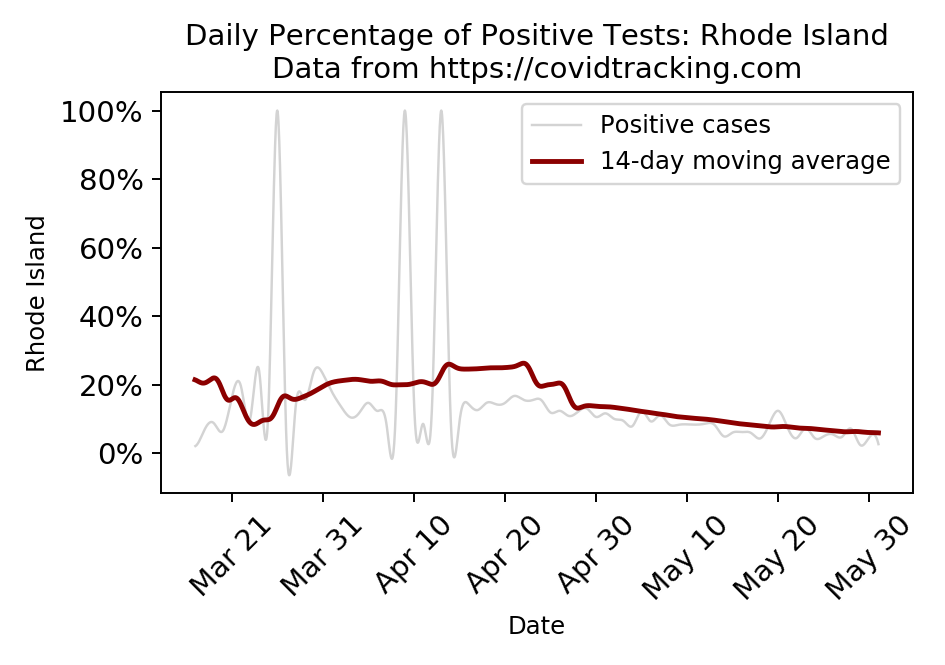 Daily Percentage of Positive Tests: Rhode Island
Data from https://covidtracking.com
Positive cases
14-day moving average
100%
80%
60%
40%
20%
0%
Rhode Island
Mar 21
Mar 31
Apr 10
Apr 20
Apr 30
May 10
May 20
May 30
Date